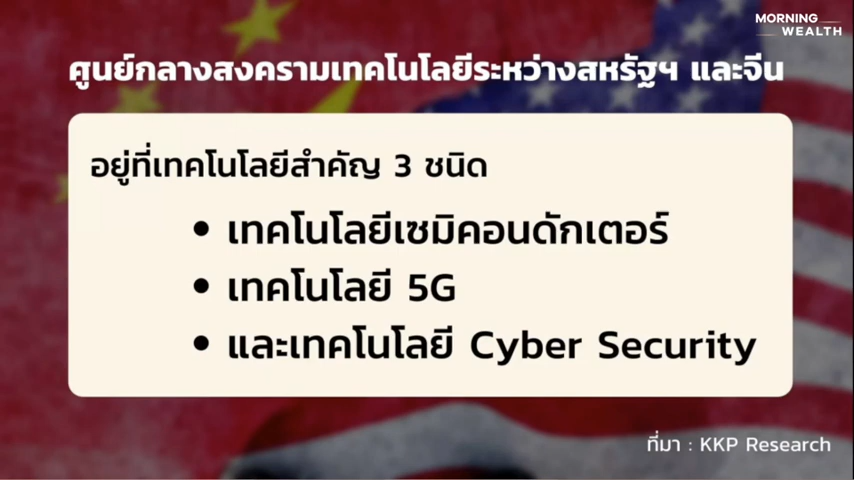 MORNING
WEALTH
ศูนย์กลางสงครามเทคโนโลยีระหว่างสหรัฐฯ และจีน
อยู่ที่เทคโนโลยีสำคัญ 3 ชนิด
• เทคโนโลยีเซมิคอนดักเตอร์
• เทคโนโลยี 5G
• และเทคโนโลยี Cyber Security
ที่มา : KKP Research